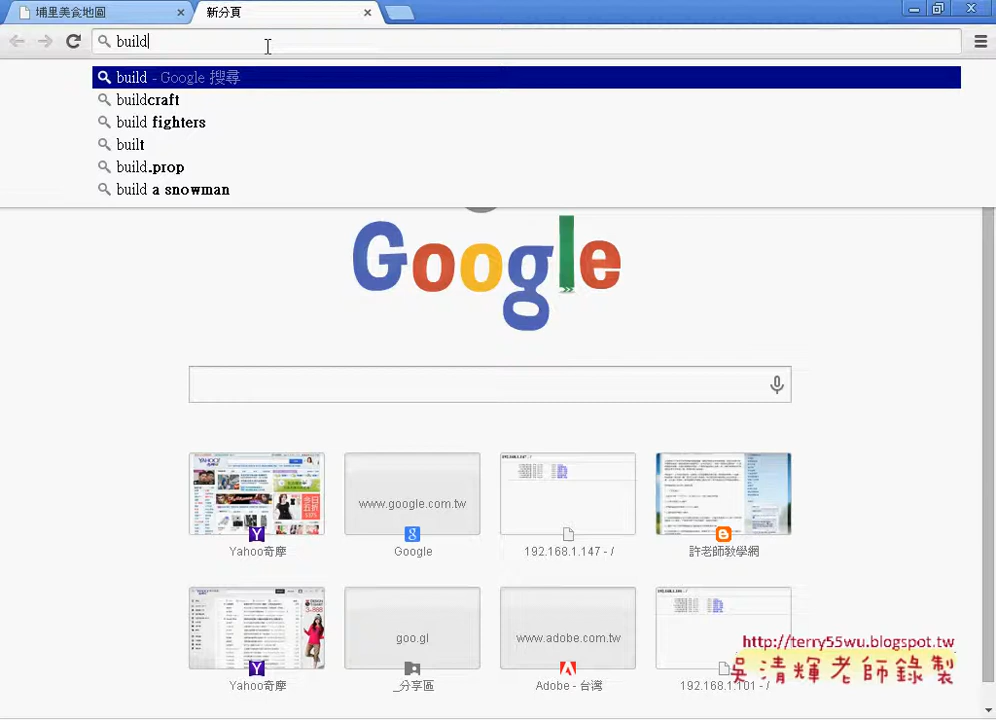 埔里美食地圖
新分頁
build
build - Google 搜尋
buildcraft
build fighters
built
build.prop
build a snowman
Google
www.google.com.tw
192.168.1.147 - /
Yahoo奇摩
Google
192.168.1.147 - /
許老師教學網
goo.gl
www.adobe.com.tw
http://terry55wu.blogspot.tw
吳清輝老師錄製
Yahoo奇摩
_分享區
Adobe - 台灣
192.168.1.101 - /